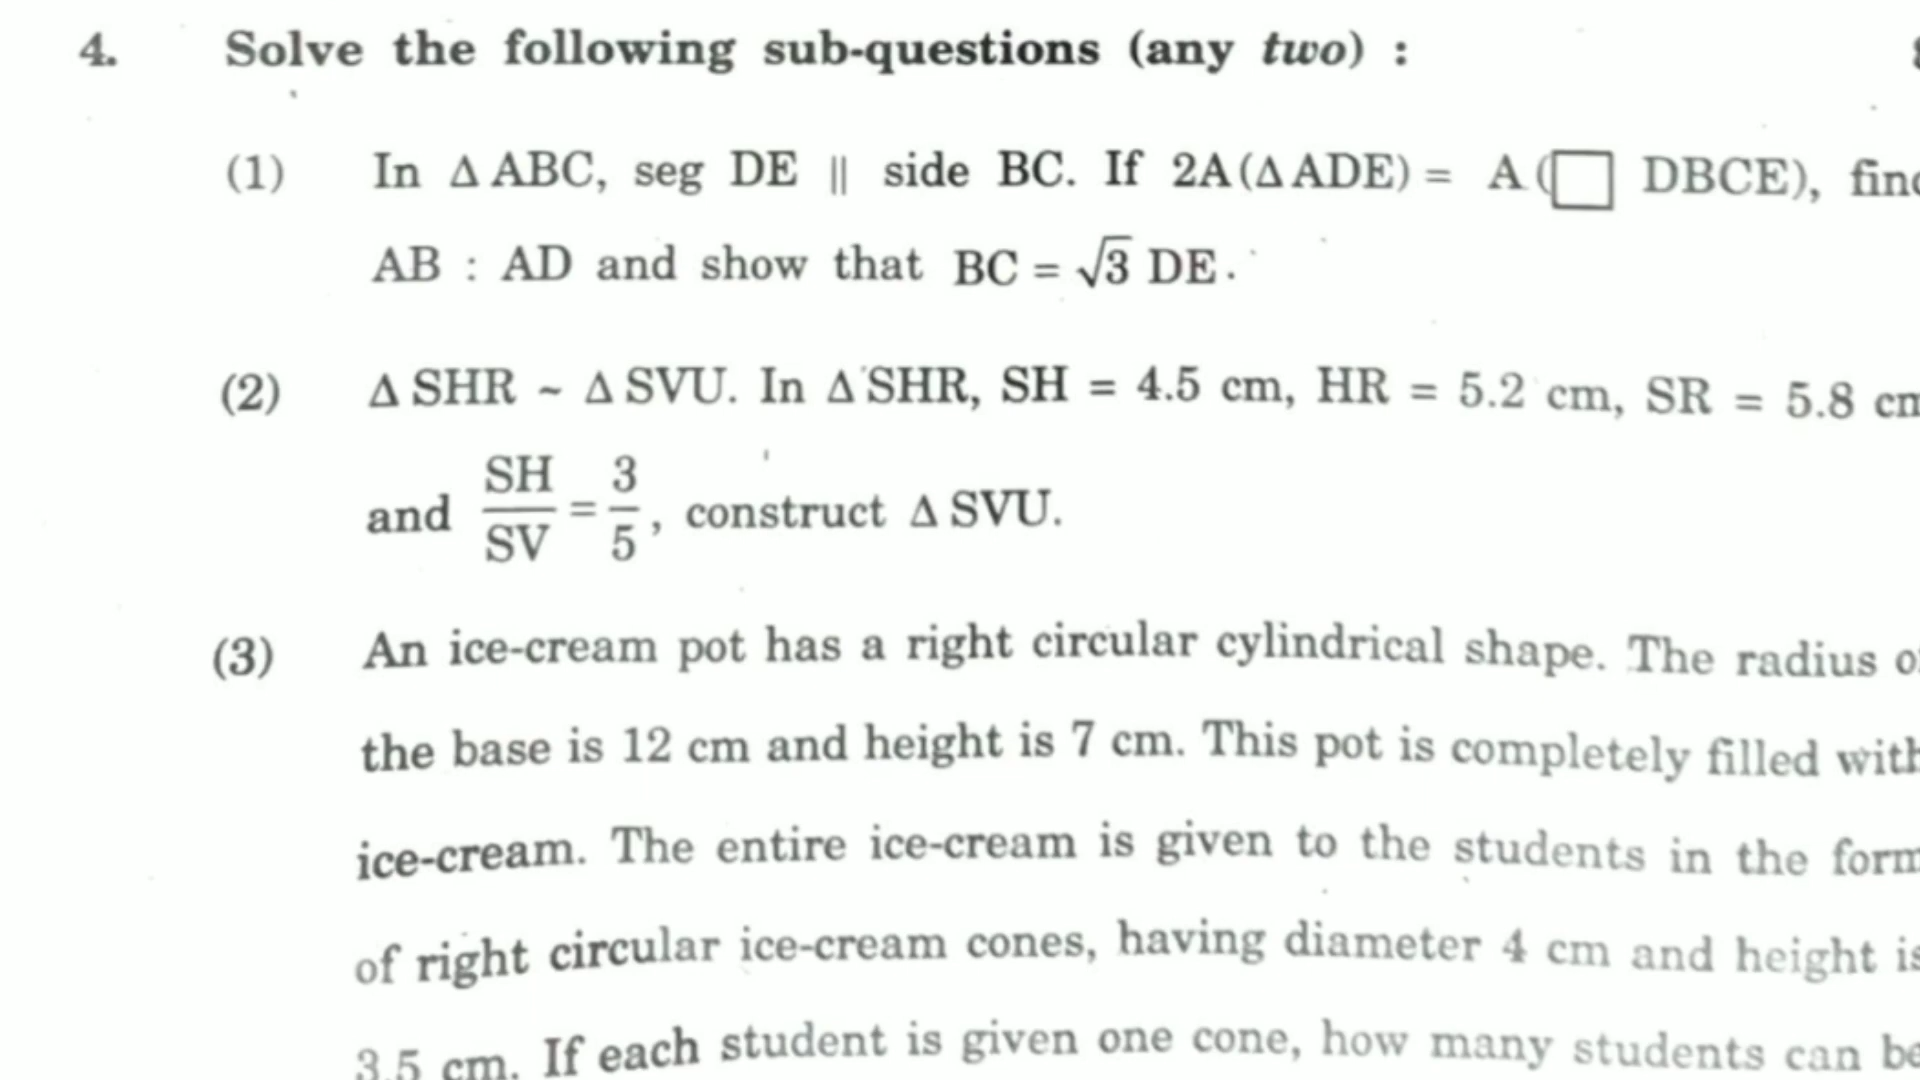 4. Solve the following sub-questions (any two) :
(1) In Δ ABC, seg DE || side BC. If 2A(Δ ADE) = A(□ DBCE),
AB : AD and show that BC = √3 DE.
(2) Δ SHR ~ Δ SVU. In Δ SHR, SH = 4.5 cm, HR = 5.2 cm, SR = 5.8
and SH/SV = 3/5, construct Δ SVU.
(3) An ice-cream pot has a right circular cylindrical shape. The radius
the base is 12 cm and height is 7 cm. This pot is completely filled
ice-cream. The entire ice-cream is given to the students in the
of right circular ice-cream cones, having diameter 4 cm and height
3.5 cm. If each student is given one cone, how many students can